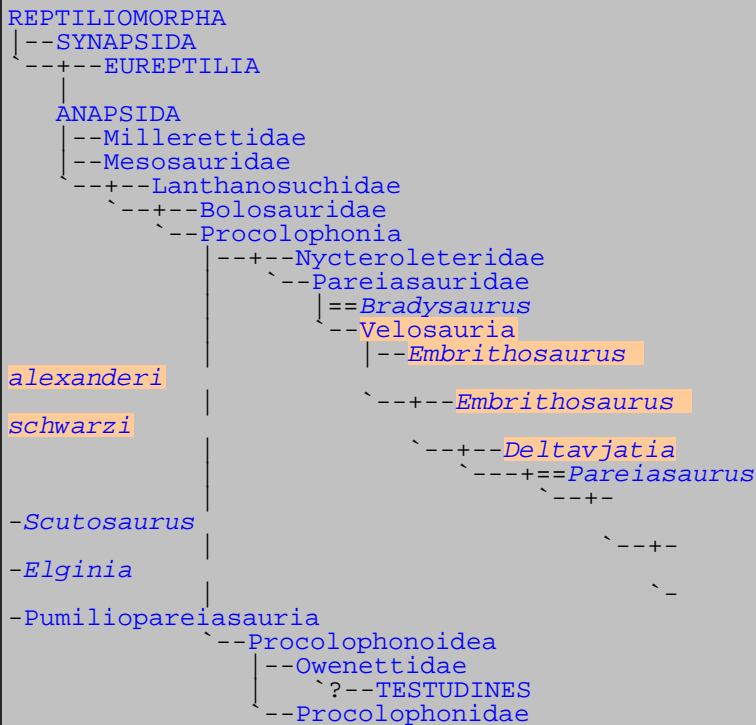 REPTILIOMORPHA
|--SYNAPSIDA
`--+--EUREPTILIA
   |
   ANAPSIDA
   |--Millerettidae
   |--Mesosauridae
   `--+--Lanthanosuchidae
      `--+--Bolosauridae
         `--Procolophonia
            |--+--Nycteroleteridae
            |  `--Pareiasauridae
            |     |==Bradysaurus
            |     `--Velosauria
            |        |--Embrithosaurus
alexanderi
            |        `--+--Embrithosaurus
schwarzi
            |           `--+--Deltavjatia
            |              `---+==Pareiasaurus
            |                  `--+-
-Scutosaurus
            |                      `--+-
-Elginia
            |                         `-
-Pumiliopareiasauria
            `--Procolophonoidea
               |--Owenettidae
               |   `?--TESTUDINES
               `--Procolophonidae